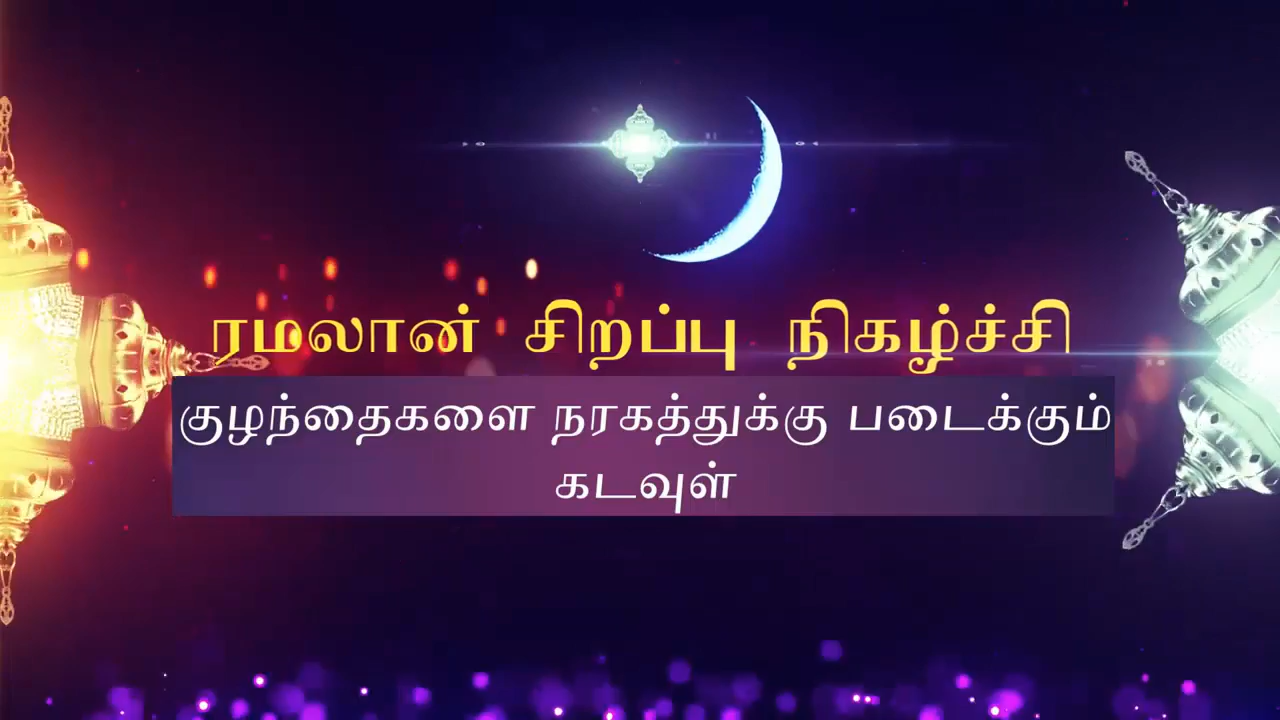 ரமலான் சிறப்பு நிகழ்ச்சி
குழந்தைகளை நரகத்துக்கு படைக்கும்
கடவுள்